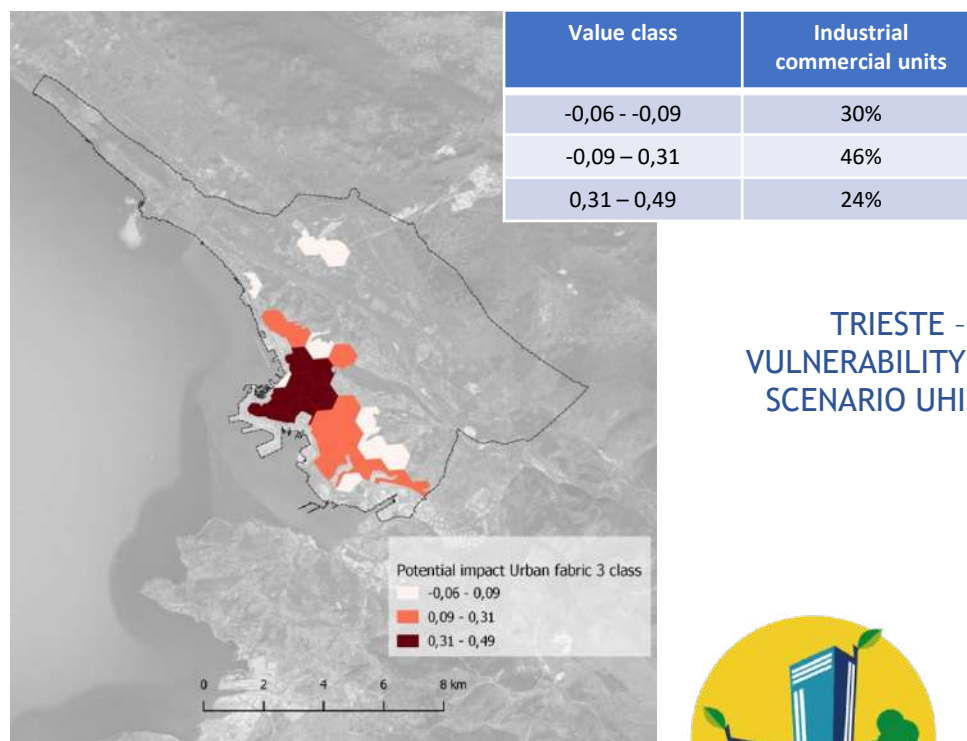 Value class Industrial commercial units
-0,06 - -0,09 30%
-0,09 – 0,31 46%
0,31 – 0,49 24%
TRIESTE –
VULNERABILITY
SCENARIO UHI
Potential impact Urban fabric 3 class
-0,06 - 0,09
0,09 - 0,31
0,31 - 0,49
0 2 4 6 8 km